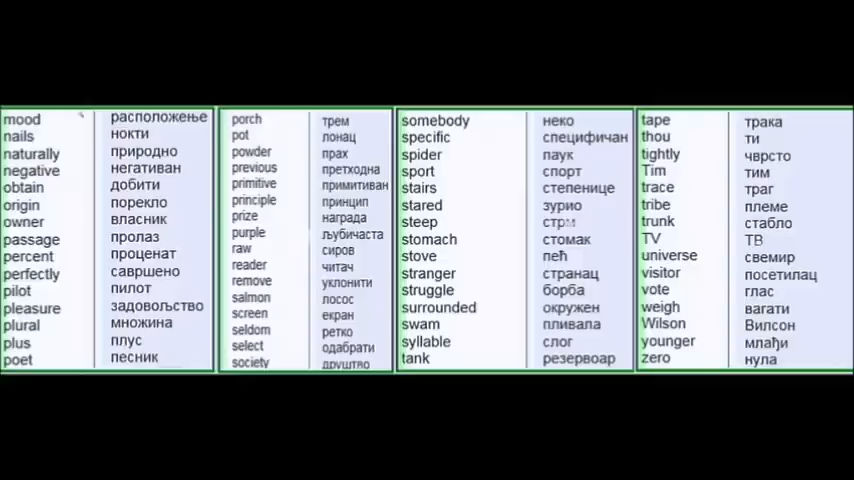 mood расположење
nails нокти
naturally природно
negative негативан
obtain добити
origin порекло
owner власник
passage пролаз
percent проценат
perfectly савршено
pilot пилот
pleasure задовољство
plural множина
plus плус
poet песник
porch трем
pot лонац
powder прах
previous претходна
primitive примитиван
principle принцип
prize награда
purple љубичаста
raw сиров
reader читач
remove уклонити
salmon лосос
screen екран
seldom ретко
select одабрати
society друштво
somebody неко
specific специфичан
spider паук
sport спорт
stairs степенице
stared зурио
steep стрм
stomach стомак
stove пећ
stranger странац
struggle борба
surrounded окружен
swam пливала
syllable слог
tank резервоар
tape трака
thou ти
tightly чврсто
Tim тим
trace траг
tribe племе
trunk стабло
TV ТВ
universe свемир
visitor посетилац
vote глас
weigh вагати
Wilson Вилсон
younger млађи
zero нула